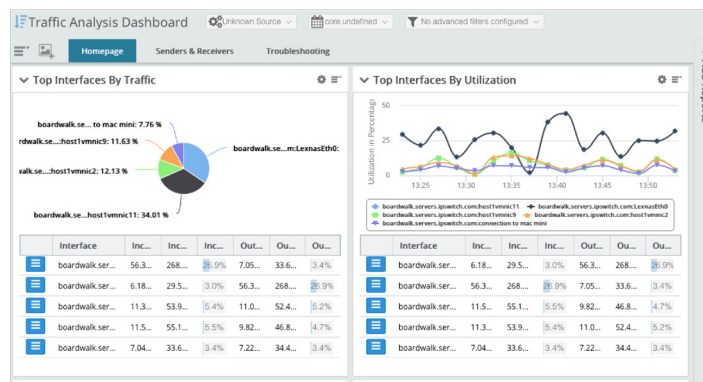 Traffic Analysis Dashboard
Unknown Source
core.undefined
No advanced filters configured
Homepage
Senders & Receivers
Troubleshooting
Top Interfaces By Traffic
boardwalk.se... to mac mini: 7.76 %
rdwalk.se...:host1vmnic9: 11.63 %
walk.se...:host1vmnic2: 12.13 %
boardwalk.se...host1vmnic11: 34.01 %
boardwalk.se...m:LexnasEth0:
Interface Inc... Inc... Inc... Out... Ou... Ou...
boardwalk.ser... 56.3... 268.... 26.9% 7.05... 33.6... 3.4%
boardwalk.ser... 6.18... 29.5... 3.0% 56.3... 268.... 26.9%
boardwalk.ser... 11.3... 53.9... 5.4% 11.0... 52.4... 5.2%
boardwalk.ser... 11.5... 55.1... 5.5% 9.82... 46.8... 4.7%
boardwalk.ser... 7.04... 33.6... 3.4% 7.22... 34.4... 3.4%
Top Interfaces By Utilization
Utilization in Percentage
50
25
0
13:25 13:30 13:35 13:40 13:45 13:50
boardwalk.servers.ipswitch.com:host1vmnic11 boardwalk.servers.ipswitch.com:LexnasEth0
boardwalk.servers.ipswitch.com:host1vmnic9 boardwalk.servers.ipswitch.com:host1vmnic2
boardwalk.servers.ipswitch.com:connection to mac mini
Interface Inc... Inc... Inc... Out... Ou... Ou...
boardwalk.ser... 6.18... 29.5... 3.0% 56.3... 268.... 26.9%
boardwalk.ser... 56.3... 268.... 26.9% 7.05... 33.6... 3.4%
boardwalk.ser... 11.5... 55.1... 5.5% 9.82... 46.8... 4.7%
boardwalk.ser... 11.3... 53.9... 5.4% 11.0... 52.4... 5.2%
boardwalk.ser... 7.04... 33.6... 3.4% 7.22... 34.4... 3.4%